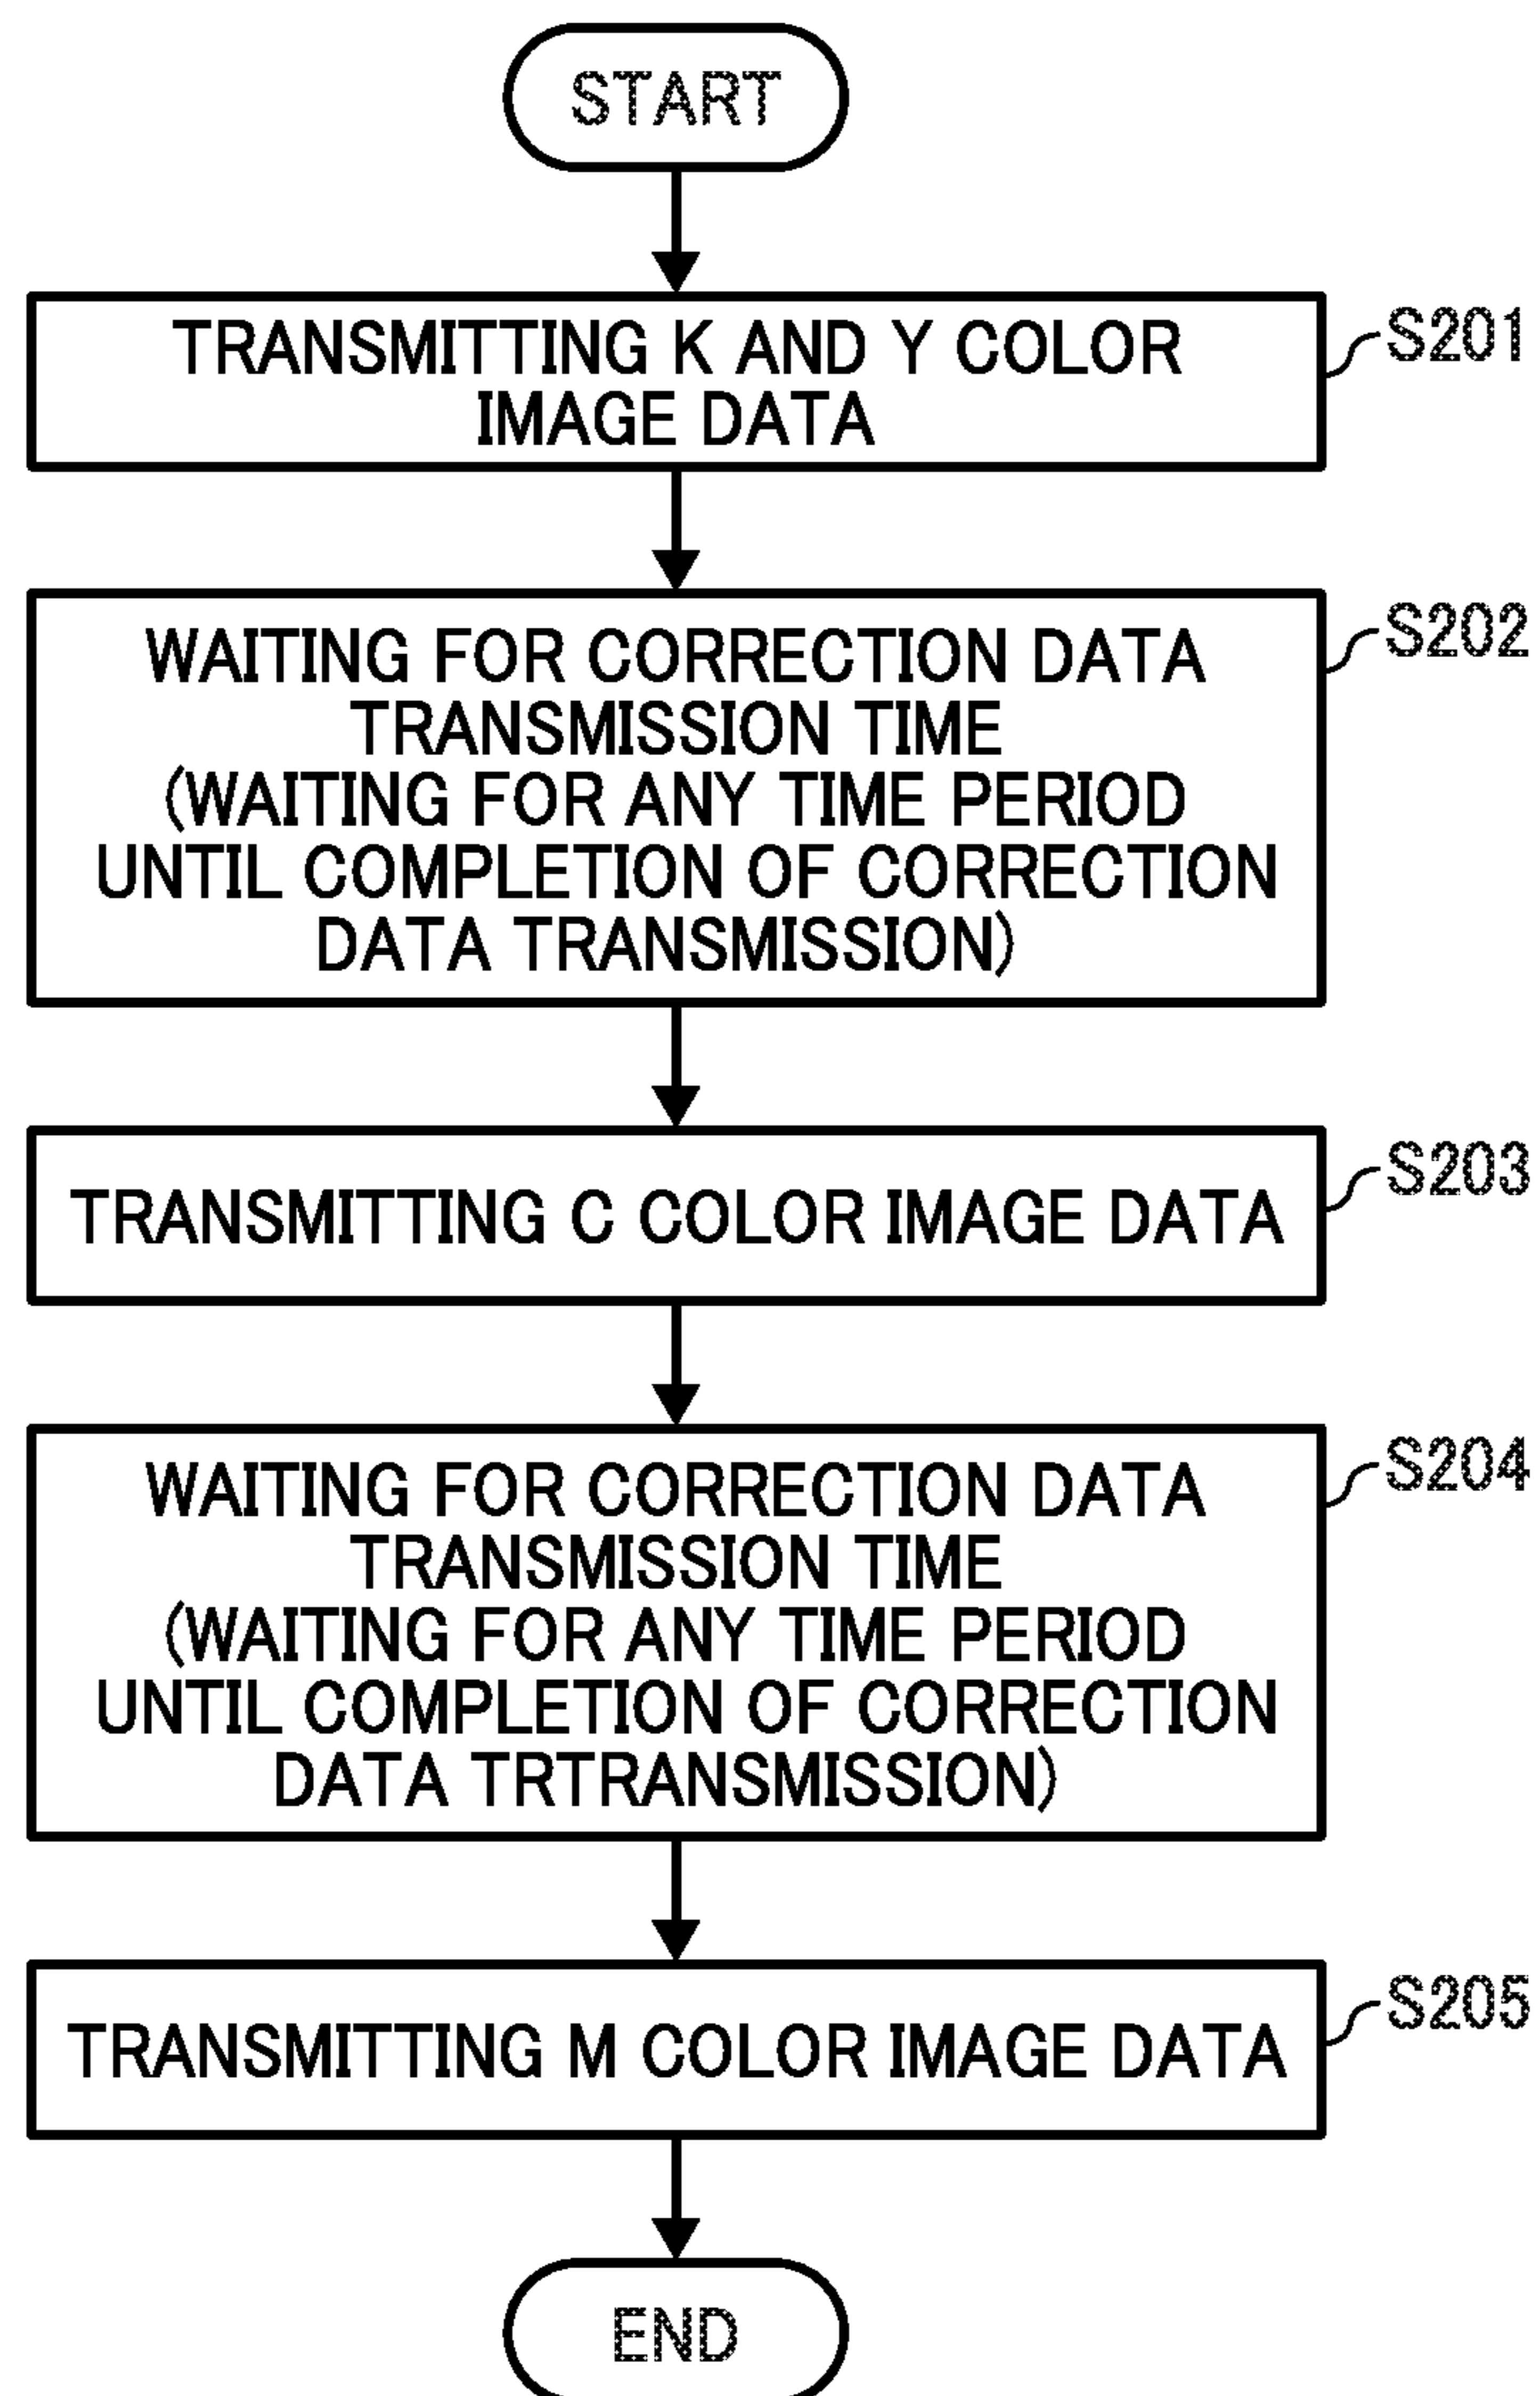 START
TRANSMITTING K AND Y COLOR
IMAGE DATA
S201
WAITING FOR CORRECTION DATA
TRANSMISSION TIME
(WAITING FOR ANY TIME PERIOD
UNTIL COMPLETION OF CORRECTION
DATA TRANSMISSION)
S202
TRANSMITTING C COLOR IMAGE DATA
S203
WAITING FOR CORRECTION DATA
TRANSMISSION TIME
(WAITING FOR ANY TIME PERIOD
UNTIL COMPLETION OF CORRECTION
DATA TRTRANSMISSION)
S204
TRANSMITTING M COLOR IMAGE DATA
S205
END